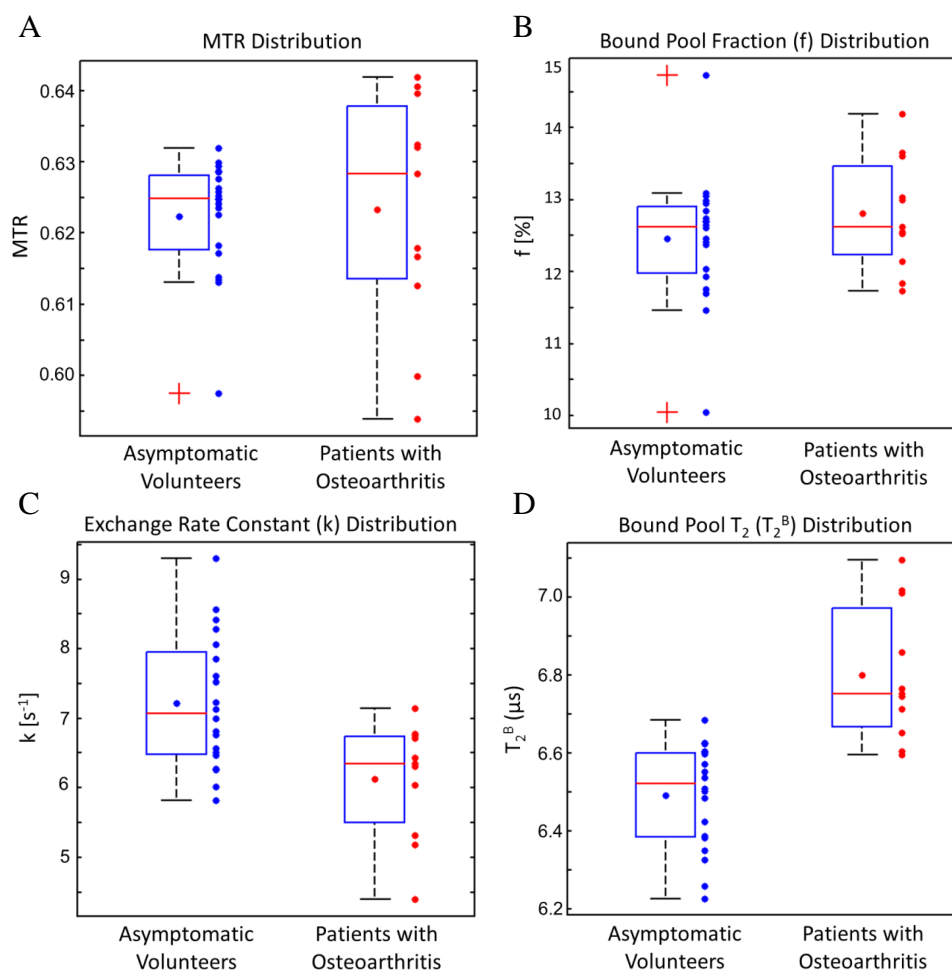 A
MTR Distribution
MTR
0.64
0.63
0.62
0.61
0.60
Asymptomatic
Volunteers
Patients with
Osteoarthritis
B
Bound Pool Fraction (f) Distribution
f [%]
15
14
13
12
11
10
Asymptomatic
Volunteers
Patients with
Osteoarthritis
C
Exchange Rate Constant (k) Distribution
k [s⁻¹]
9
8
7
6
5
Asymptomatic
Volunteers
Patients with
Osteoarthritis
D
Bound Pool T₂ (T₂ᴮ) Distribution
T₂ᴮ (μs)
7.0
6.8
6.6
6.4
6.2
Asymptomatic
Volunteers
Patients with
Osteoarthritis